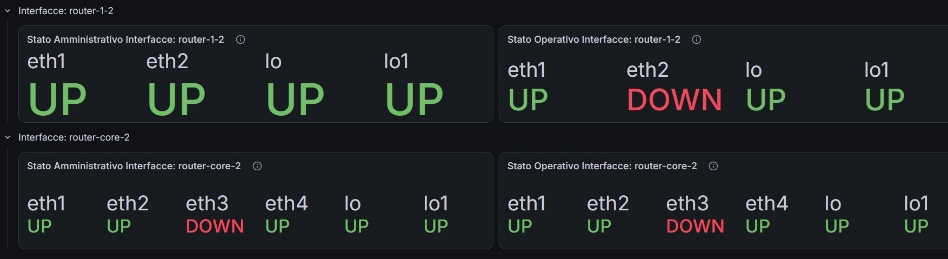 Interfacce: router-1-2
Stato Amministrativo Interfacce: router-1-2
eth1 eth2 lo lo1
UP UP UP UP
Stato Operativo Interfacce: router-1-2
eth1 eth2 lo lo1
UP DOWN UP UP
Interfacce: router-core-2
Stato Amministrativo Interfacce: router-core-2
eth1 eth2 eth3 eth4 lo lo1
UP UP DOWN UP UP UP
Stato Operativo Interfacce: router-core-2
eth1 eth2 eth3 eth4 lo lo1
UP UP DOWN UP UP UP